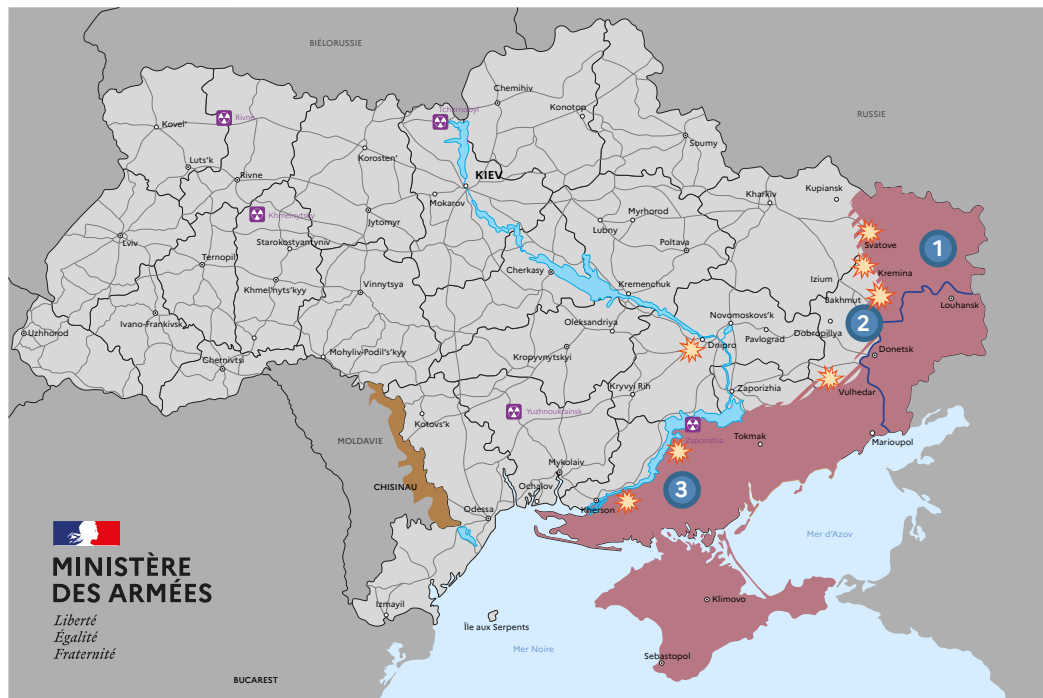 BIÉLORUSSIE
RUSSIE
Chernihiv
Konotop
Tchernobyl
Rivne
Kovel'
Soumy
Korosten'
Luts'k
Rivne
KIEV
Kupiansk
Kharkiv
Mokarov
Khmelnytsky
Jytomyr
Myrhorod
Lubny
Lviv
Starokostyantyniv
Poltava
Svatove
1
Ternopil
Cherkasy
Kremina
Izium
Khmel'nyts'kyy
Vinnytsya
Kremenchuk
Bakhmut
Louhansk
Ivano-Frankivsk
Oleksandriya
Novomoskovs'k
2
Uzhhorod
Dobropillya
Pavlograd
Dnipro
Chernivtsi
Mohyliv-Podil's'kyy
Kropyvnytskyi
Donetsk
Kryvyi Rih
Zaporizhia
Vulhedar
Yuzhnoukrainsk
Kotovs'k
MOLDAVIE
Zaporizhia
Tokmak
Marioupol
Mykolaiv
CHISINAU
Ochalov
3
Odessa
Kherson
Mer d'Azov
MINISTÈRE
DES ARMÉES
Liberté
Égalité
Fraternité
Izmayil
Klimovo
Île aux Serpents
Mer Noire
Sebastopol
BUCAREST